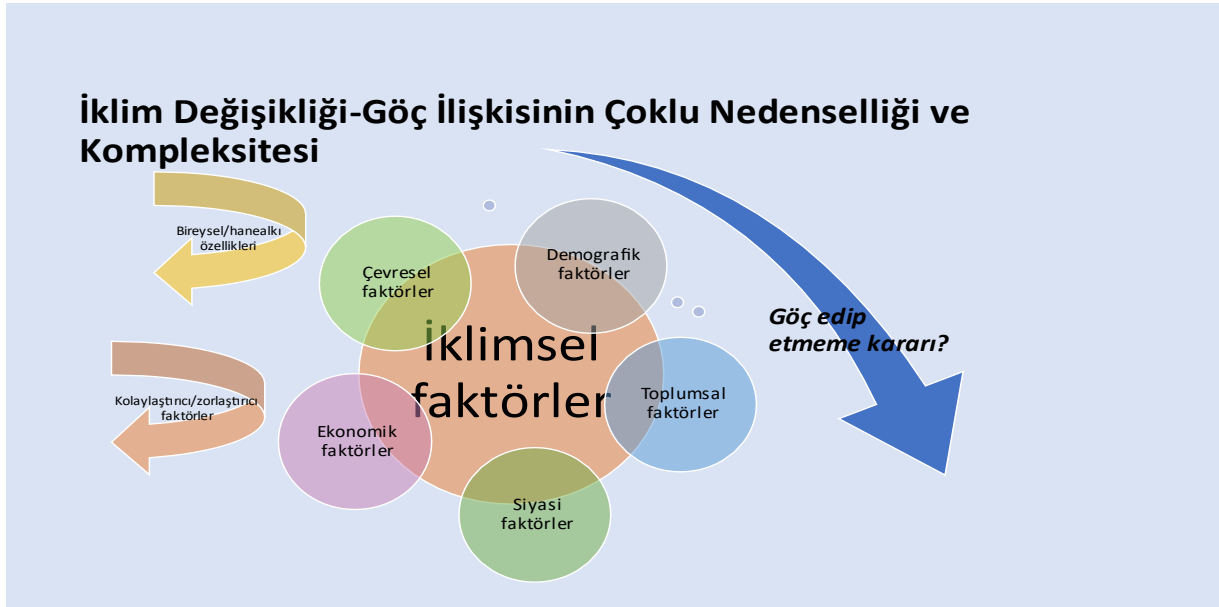 İklim Değişikliği-Göç İlişkisinin Çoklu Nedenselliği ve
Kompleksitesi
Bireysel/hanealkı
özellikleri
Çevresel
faktörler
Demografik
faktörler
İklimsel
faktörler
Göç edip
etmeme kararı?
Kolaylaştırıcı/zorlaştırıcı
faktörler
Ekonomik
faktörler
Toplumsal
faktörler
Siyasi
faktörler